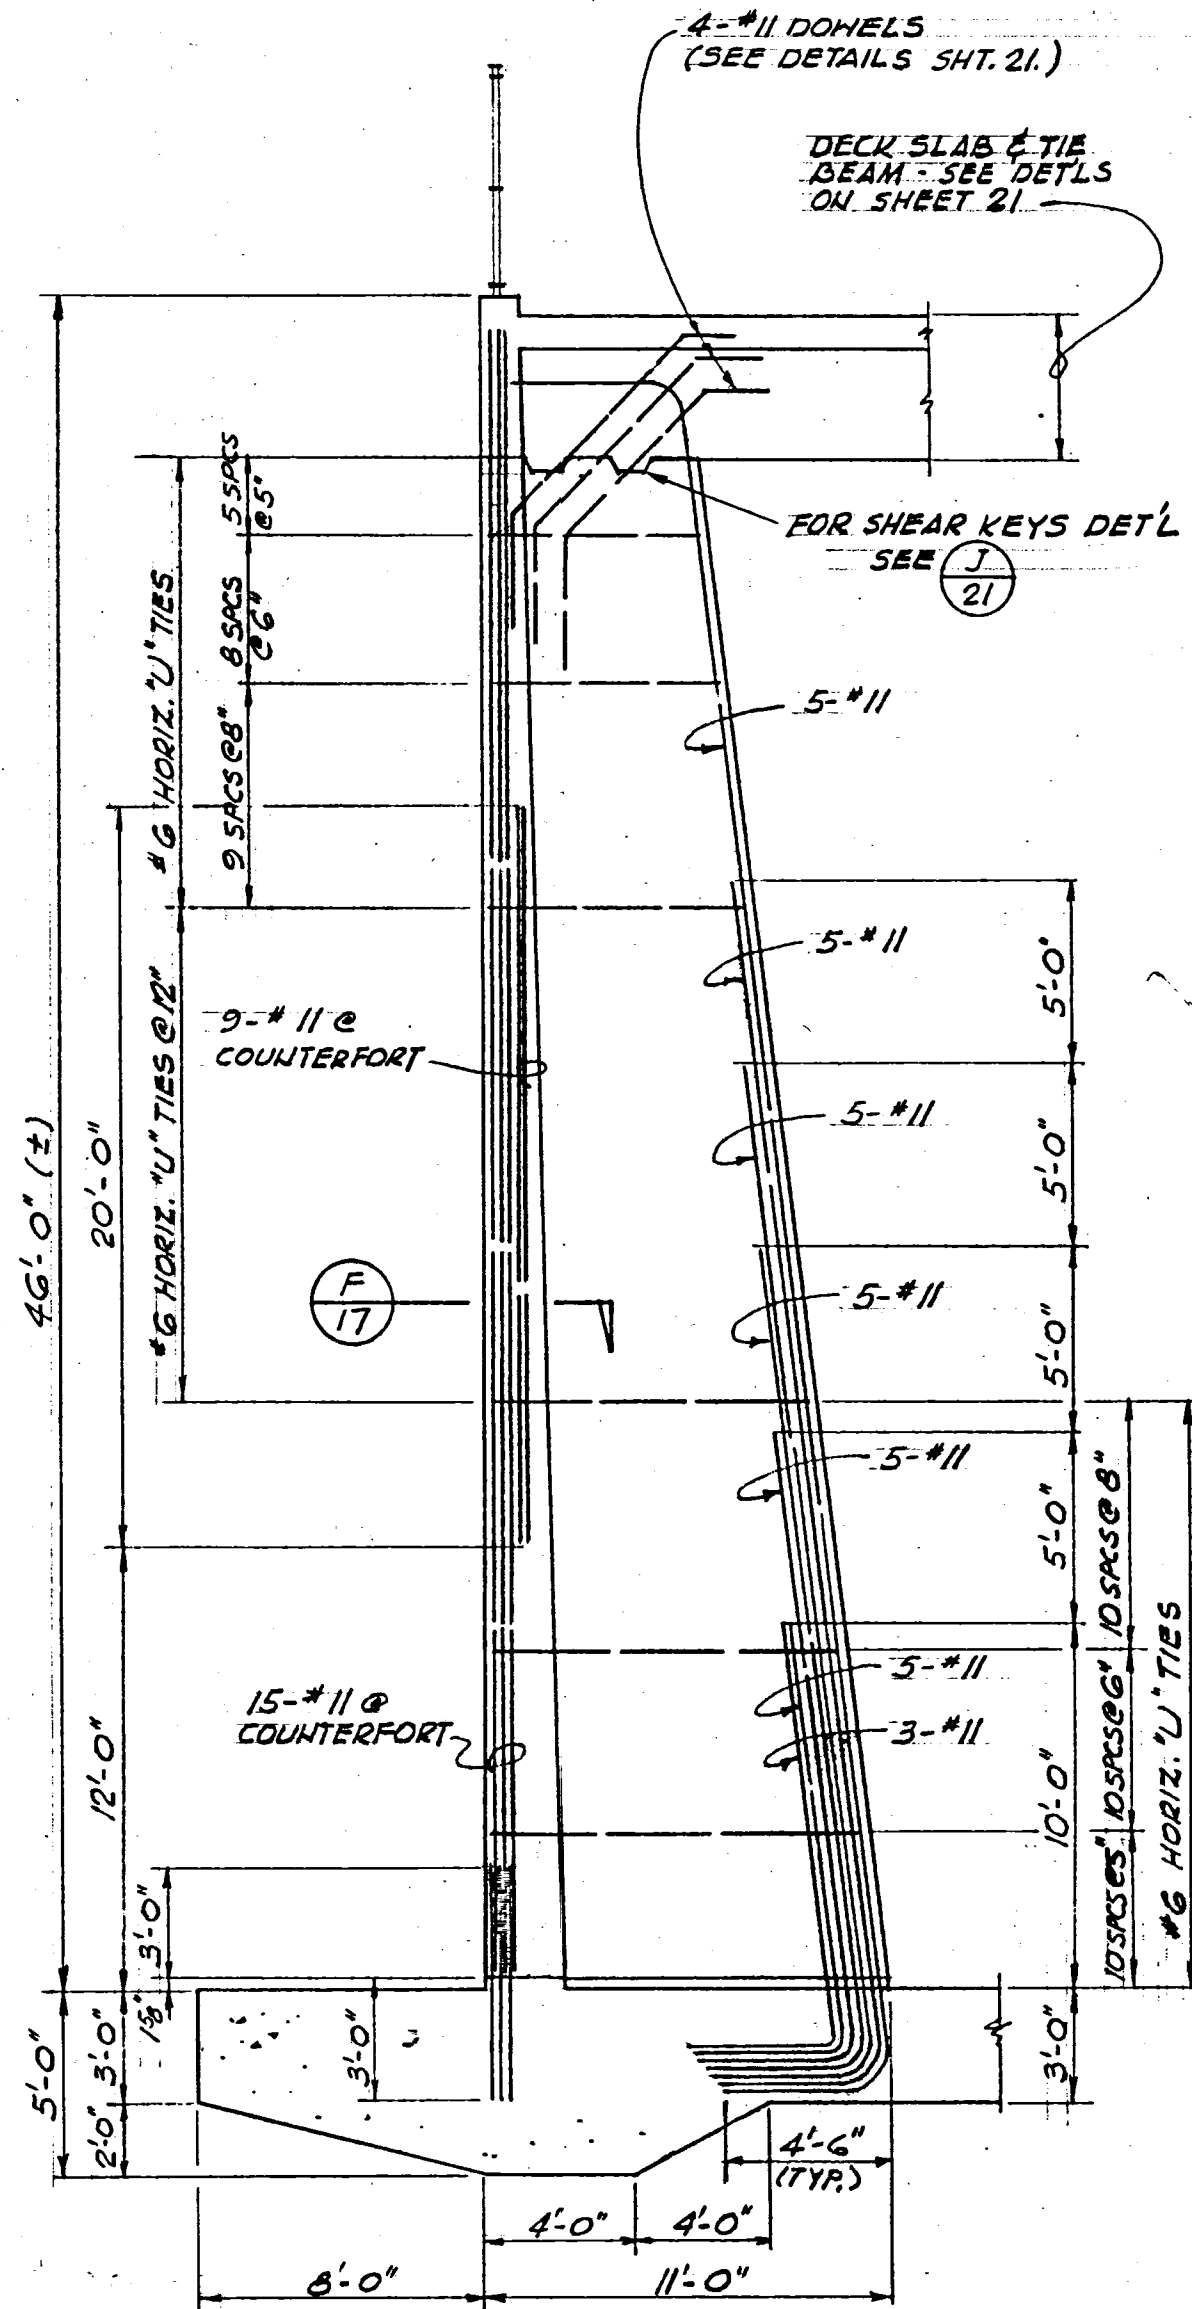 4-#11 DOWELS
(SEE DETAILS SHT. 21.)
DECK SLAB & TIE
BEAM - SEE DET'LS
ON SHEET 21
FOR SHEAR KEYS DET'L
SEE J
21
5 SPCS
@5"
8 SPCS
@6"
9 SPCS @8"
#6 HORIZ. "U" TIES
#6 HORIZ. "U" TIES @ 12"
46'-0" (±)
20'-0"
12'-0"
9-#11 @
COUNTERFORT
F
17
15-#11 @
COUNTERFORT
5-#11
5-#11
5-#11
5-#11
5-#11
5-#11
3-#11
5'-0"
5'-0"
5'-0"
5'-0"
10'-0"
3'-0"
10 SPCS @ 8"
10 SPCS @ 6"
10 SPCS @ 5"
#6 HORIZ. "U" TIES
3'-0"
1 5/8"
5'-0"
3'-0"
2'-0"
3'-0"
4'-6"
(TYP.)
4'-0"
4'-0"
8'-0"
11'-0"